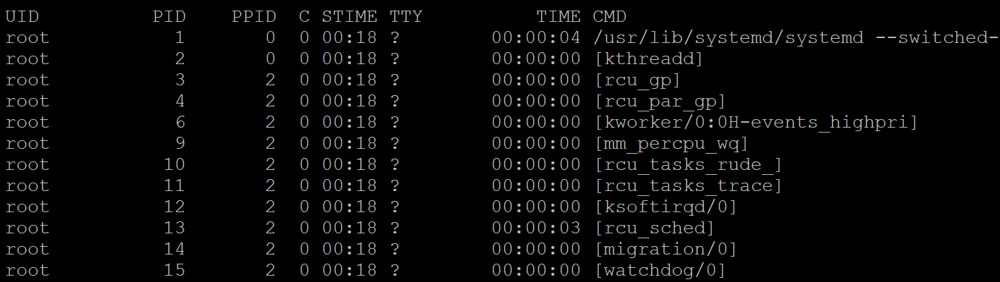 UID PID PPID C STIME TTY TIME CMD
root 1 0 0 00:18 ? 00:00:04 /usr/lib/systemd/systemd --switched-
root 2 0 0 00:18 ? 00:00:00 [kthreadd]
root 3 2 0 00:18 ? 00:00:00 [rcu_gp]
root 4 2 0 00:18 ? 00:00:00 [rcu_par_gp]
root 6 2 0 00:18 ? 00:00:00 [kworker/0:0H-events_highpri]
root 9 2 0 00:18 ? 00:00:00 [mm_percpu_wq]
root 10 2 0 00:18 ? 00:00:00 [rcu_tasks_rude_]
root 11 2 0 00:18 ? 00:00:00 [rcu_tasks_trace]
root 12 2 0 00:18 ? 00:00:00 [ksoftirqd/0]
root 13 2 0 00:18 ? 00:00:03 [rcu_sched]
root 14 2 0 00:18 ? 00:00:00 [migration/0]
root 15 2 0 00:18 ? 00:00:00 [watchdog/0]